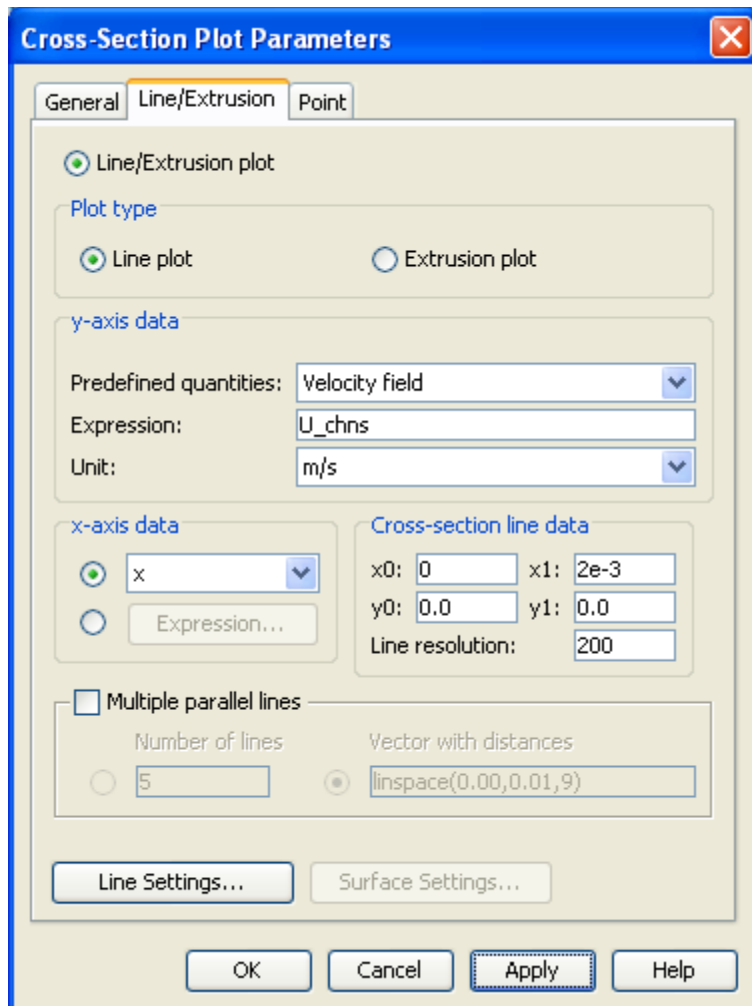 Cross-Section Plot Parameters
General Line/Extrusion Point
Line/Extrusion plot
Plot type
Line plot Extrusion plot
y-axis data
Predefined quantities: Velocity field
Expression: U_chns
Unit: m/s
x-axis data Cross-section line data
x x0: 0 x1: 2e-3
Expression... y0: 0.0 y1: 0.0
Line resolution: 200
Multiple parallel lines
Number of lines Vector with distances
5 linspace(0.00,0.01,9)
Line Settings... Surface Settings...
OK Cancel Apply Help